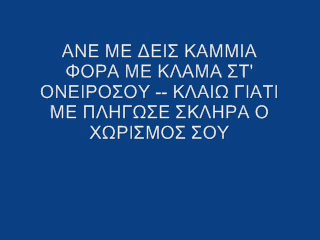 ΑΝΕ ΜΕ ΔΕΙΣ ΚΑΜΜΙΑ
ΦΟΡΑ ΜΕ ΚΛΑΜΑ ΣΤ'
ΟΝΕΙΡΟΣΟΥ -- ΚΛΑΙΩ ΓΙΑΤΙ
ΜΕ ΠΛΗΓΩΣΕ ΣΚΛΗΡΑ Ο
ΧΩΡΙΣΜΟΣ ΣΟΥ